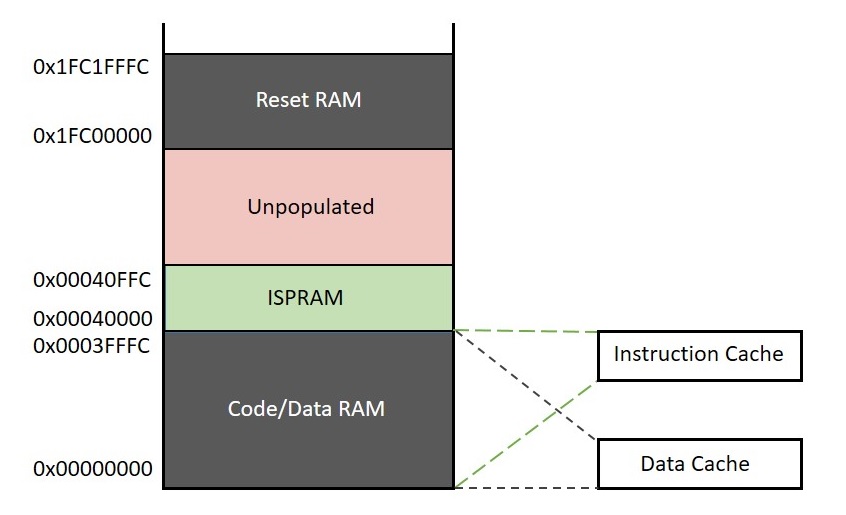 0x1FC1FFFC
Reset RAM
0x1FC00000
Unpopulated
0x00040FFC
ISPRAM
0x00040000
0x0003FFFC
Instruction Cache
Code/Data RAM
Data Cache
0x00000000